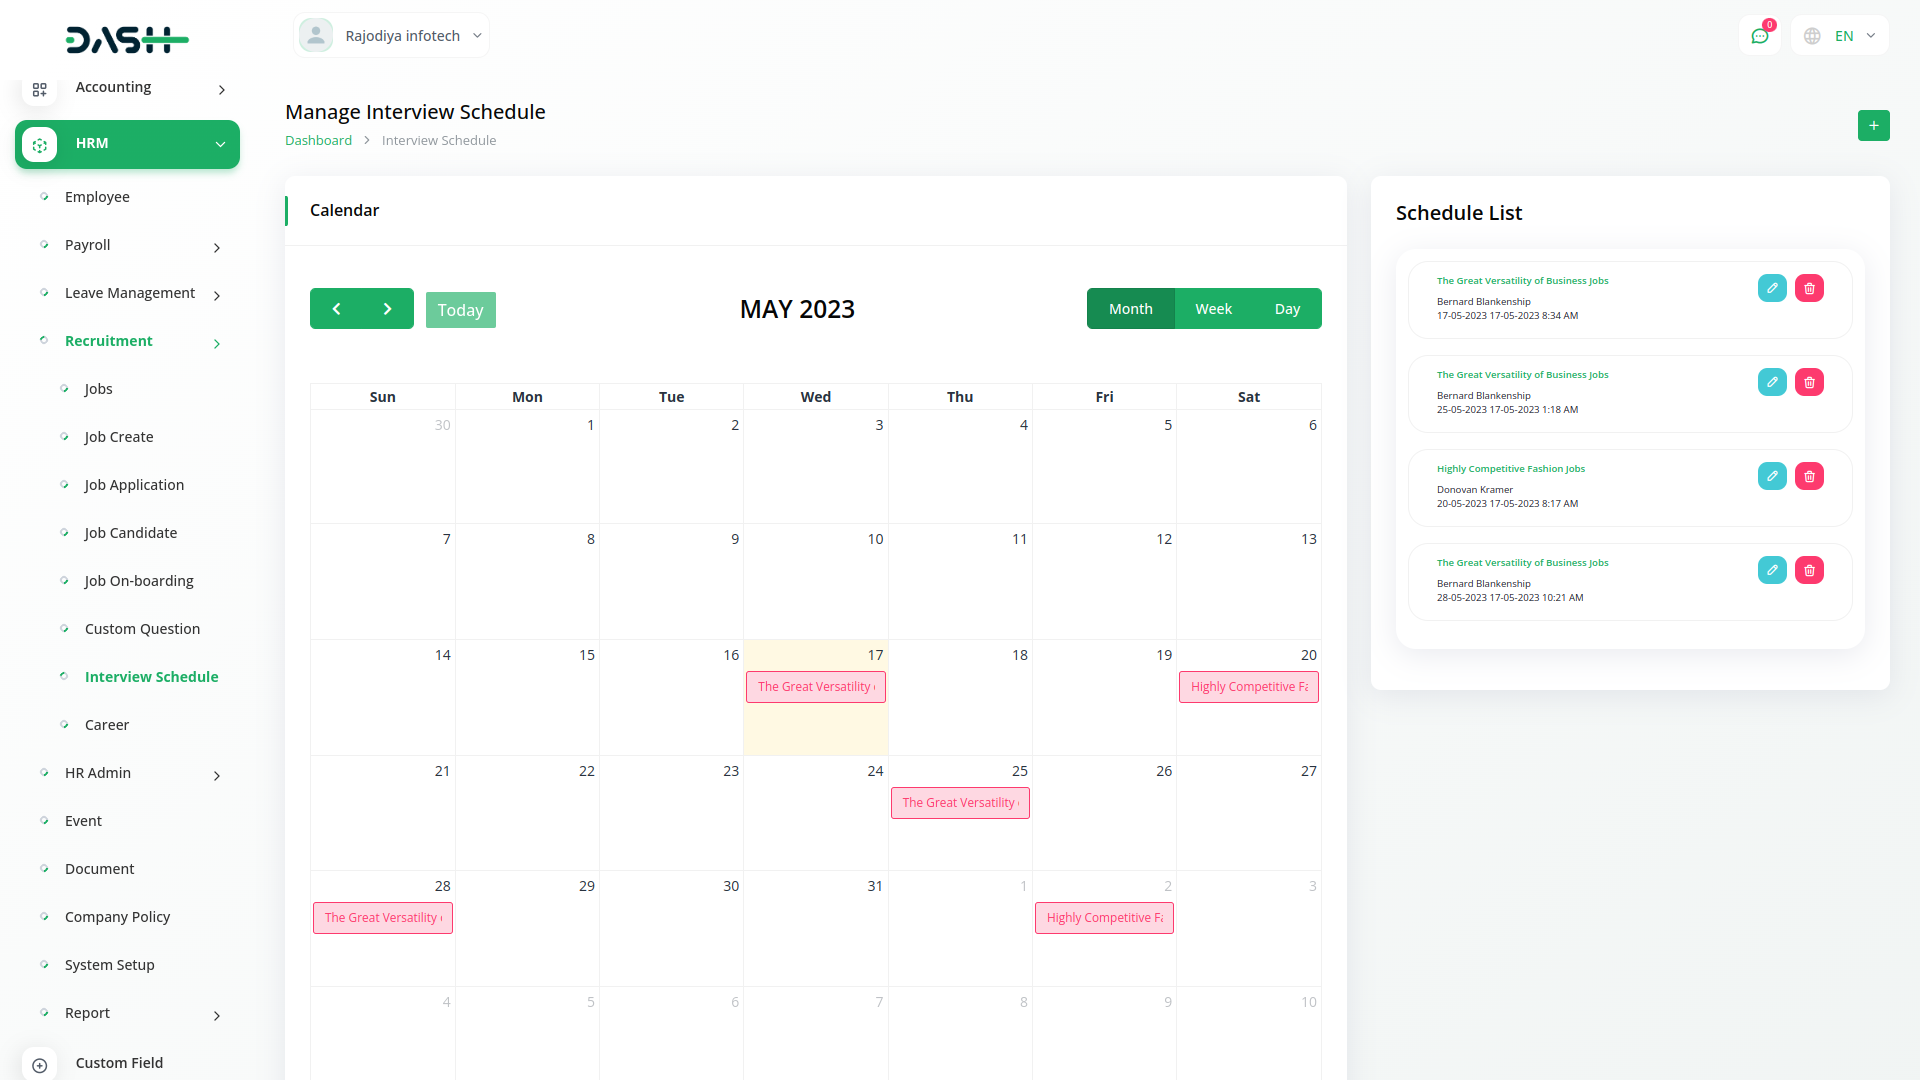 DASH
Rajodiya infotech
0
EN
Accounting
HRM
Employee
Payroll
Leave Management
Recruitment
Jobs
Job Create
Job Application
Job Candidate
Job On-boarding
Custom Question
Interview Schedule
Career
HR Admin
Event
Document
Company Policy
System Setup
Report
Custom Field
Manage Interview Schedule
Dashboard > Interview Schedule
+
Calendar
Today
MAY 2023
Month Week Day
Sun Mon Tue Wed Thu Fri Sat
30 1 2 3 4 5 6
7 8 9 10 11 12 13
14 15 16 17 18 19 20
The Great Versatility Highly Competitive
21 22 23 24 25 26 27
The Great Versatility
28 29 30 31 1 2 3
The Great Versatility Highly Competitive
4 5 6 7 8 9 10
Schedule List
The Great Versatility of Business Jobs
Bernard Blankenship
17-05-2023 17-05-2023 8:34 AM
The Great Versatility of Business Jobs
Bernard Blankenship
25-05-2023 17-05-2023 1:18 AM
Highly Competitive Fashion Jobs
Donovan Kramer
20-05-2023 17-05-2023 8:17 AM
The Great Versatility of Business Jobs
Bernard Blankenship
28-05-2023 17-05-2023 10:21 AM